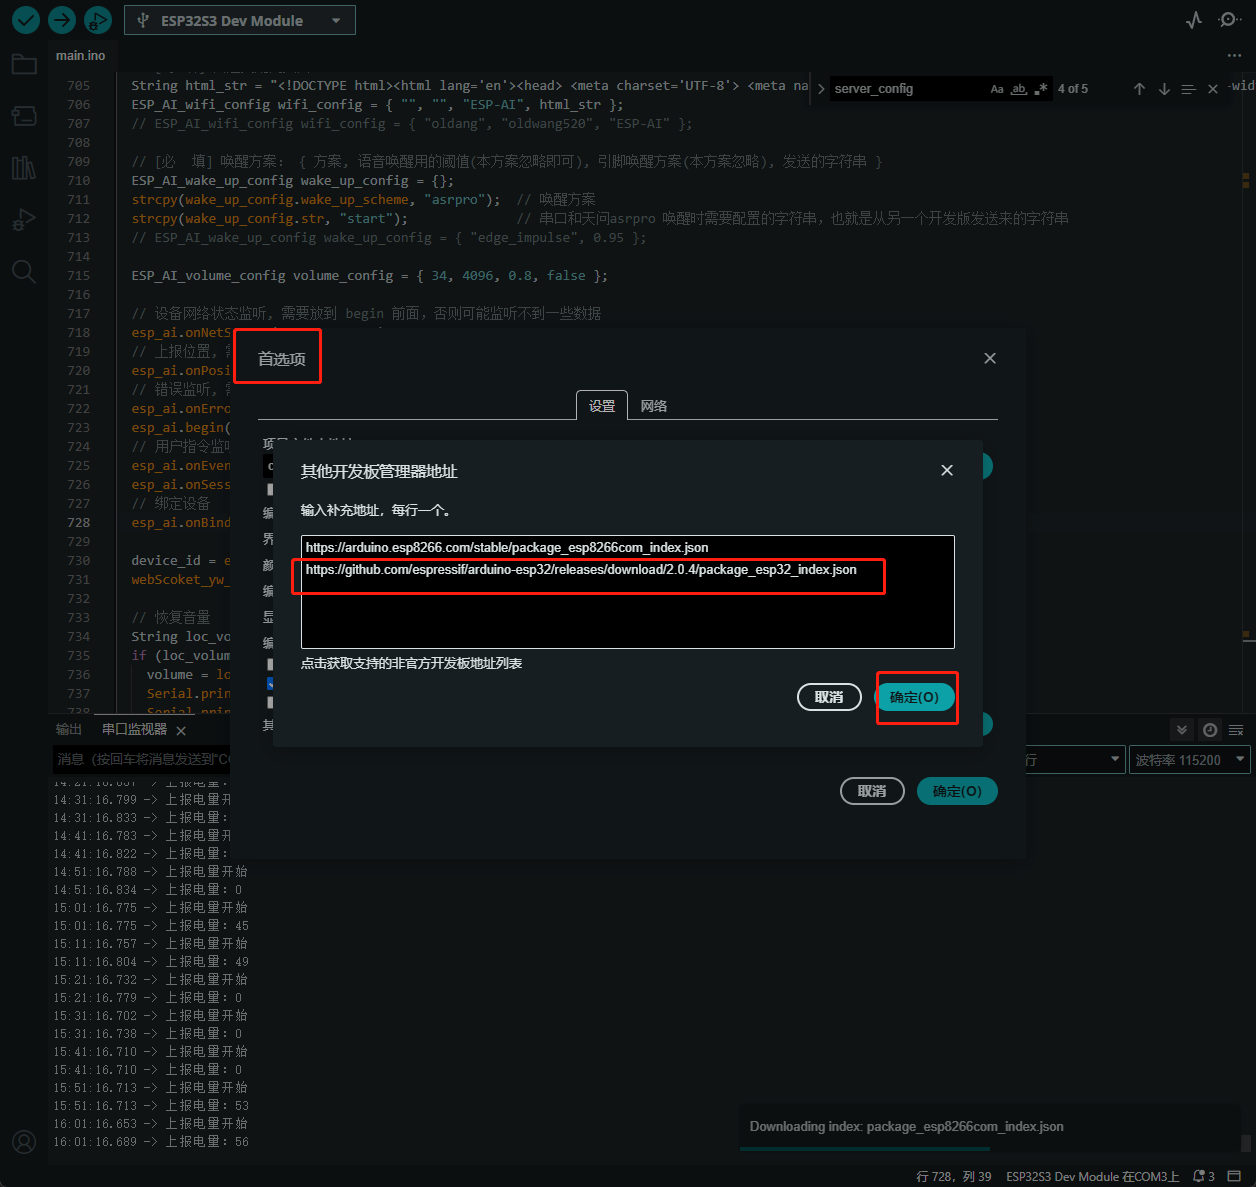 ESP32S3 Dev Module
main.ino
705 String html_str = "<!DOCTYPE html><html lang='en'><head> <meta charset='UTF-8'> <meta na
server_config
Aa ab .* 4 of 5
-wid
706 ESP_AI_wifi_config wifi_config = { "", "", "ESP-AI", html_str };
707 // ESP_AI_wifi_config wifi_config = { "oldang", "oldwang520", "ESP-AI" };
708
709 // [必 填] 唤醒方案： { 方案, 语音唤醒用的阈值(本方案忽略即可), 引脚唤醒方案(本方案忽略), 发送的字符串 }
710 ESP_AI_wake_up_config wake_up_config = {};
711 strcpy(wake_up_config.wake_up_scheme, "asrpro"); // 唤醒方案
712 strcpy(wake_up_config.str, "start"); // 串口和天问asrpro 唤醒时需要配置的字符串，也就是从另一个开发版发送来的字符串
713 // ESP_AI_wake_up_config wake_up_config = { "edge_impulse", 0.95 };
714
715 ESP_AI_volume_config volume_config = { 34, 4096, 0.8, false };
716
717 // 设备网络状态监听, 需要放到 begin 前面，否则可能监听不到一些数据
718 esp_ai.onNetS
719 // 上报位置, 需
720 esp_ai.onPosi
721 // 错误监听, 需
722 esp_ai.onErro
723 esp_ai.begin(
724 // 用户指令监听
725 esp_ai.onEven
726 esp_ai.onSess
727 // 绑定设备
728 esp_ai.onBind
729
730 device_id = e
731 webScoket_yw_
732
733 // 恢复音量
734 String loc_vo
735 if (loc_volum
736 volume = lo
737 Serial.prin
738 Serial.prin
首选项
设置 网络
其他开发板管理器地址
输入补充地址，每行一个。
https://arduino.esp8266.com/stable/package_esp8266com_index.json
https://github.com/espressif/arduino-esp32/releases/download/2.0.4/package_esp32_index.json
点击获取支持的非官方开发板地址列表
取消 确定(O)
取消 确定(O)
输出 串口监视器
消息（按回车将消息发送到"CO
行 波特率 115200
14:31:16.799 -> 上报电量开
14:31:16.833 -> 上报电量：
14:41:16.783 -> 上报电量开
14:41:16.822 -> 上报电量：
14:51:16.788 -> 上报电量开始
14:51:16.834 -> 上报电量：0
15:01:16.775 -> 上报电量开始
15:01:16.775 -> 上报电量：45
15:11:16.757 -> 上报电量开始
15:11:16.804 -> 上报电量：49
15:21:16.732 -> 上报电量开始
15:21:16.779 -> 上报电量：0
15:31:16.702 -> 上报电量开始
15:31:16.738 -> 上报电量：0
15:41:16.710 -> 上报电量开始
15:41:16.710 -> 上报电量：0
15:51:16.713 -> 上报电量开始
15:51:16.713 -> 上报电量：53
16:01:16.653 -> 上报电量开始
16:01:16.689 -> 上报电量：56
Downloading index: package_esp8266com_index.json
行 728，列 39 ESP32S3 Dev Module 在COM3上 3